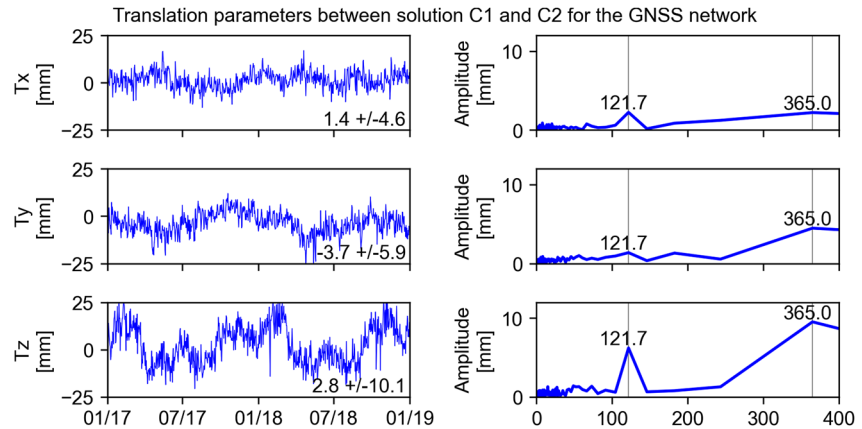 Translation parameters between solution C1 and C2 for the GNSS network
Tx
[mm]
25
0
−25
1.4 +/-4.6
Amplitude
[mm]
10
0
121.7
365.0
Ty
[mm]
25
0
−25
-3.7 +/-5.9
Amplitude
[mm]
10
0
121.7
365.0
Tz
[mm]
25
0
−25
2.8 +/-10.1
01/17 07/17 01/18 07/18 01/19
Amplitude
[mm]
10
0
121.7
365.0
0 100 200 300 400